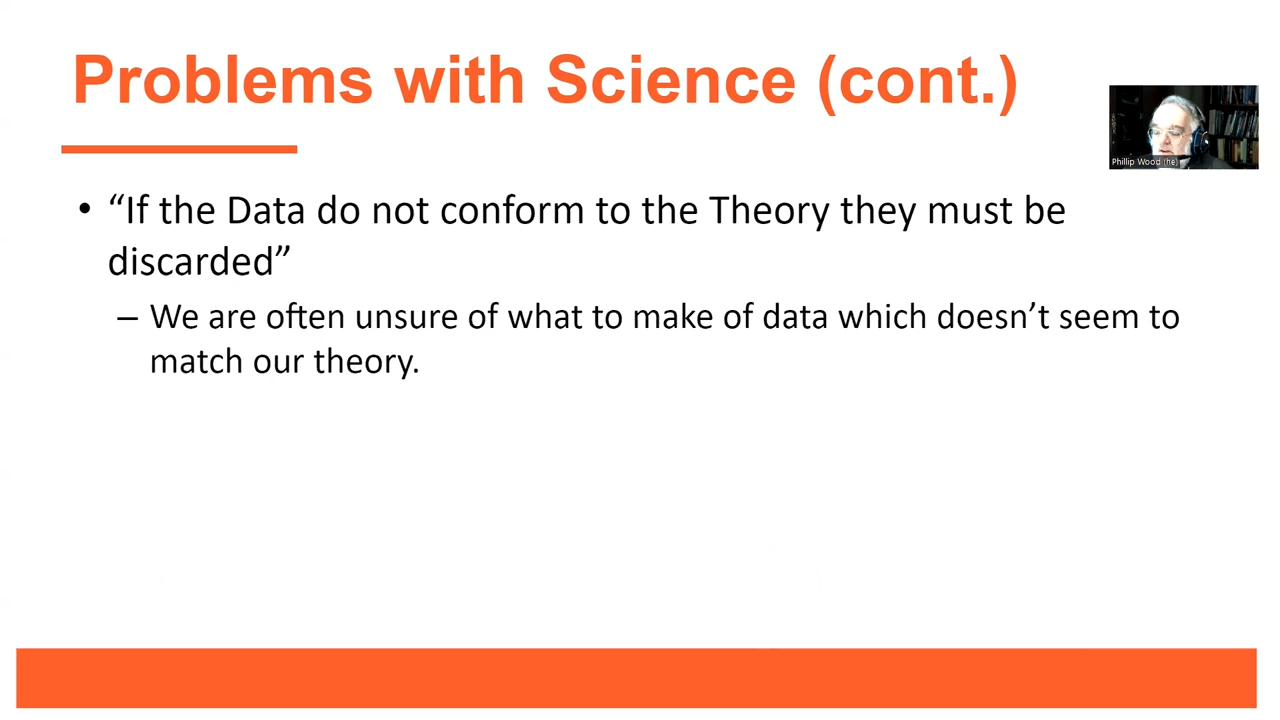 Problems with Science (cont.)
Phillip Wood (he)
• “If the Data do not conform to the Theory they must be
discarded”
– We are often unsure of what to make of data which doesn’t seem to
match our theory.